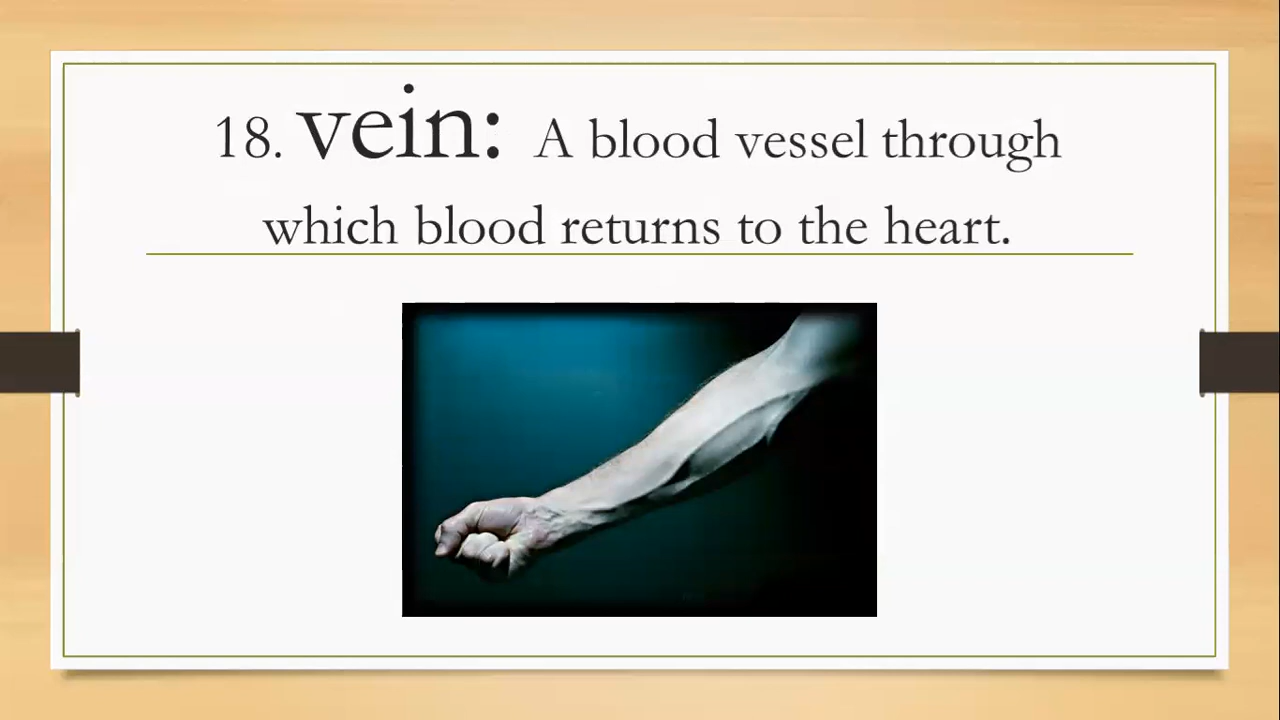 18. vein: A blood vessel through
which blood returns to the heart.